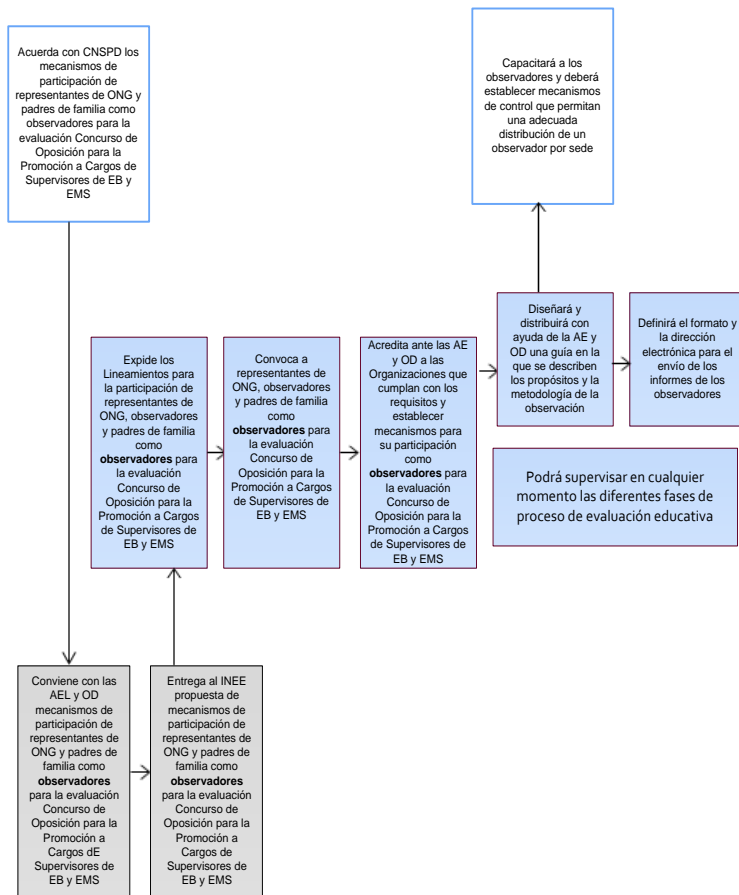 Acuerda con CNSPD los
mecanismos de
participación de
representantes de ONG y
padres de familia como
observadores para la
evaluación Concurso de
Oposición para la
Promoción a Cargos de
Supervisores de EB y
EMS
Capacitará a los
observadores y deberá
establecer mecanismos
de control que permitan
una adecuada
distribución de un
observador por sede
Expide los
Lineamientos para
la participación de
representantes de
ONG, observadores
y padres de familia
como
observadores para
la evaluación
Concurso de
Oposición para la
Promoción a Cargos
de Supervisores de
EB y EMS
Convoca a
representantes de
ONG, observadores
y padres de familia
como
observadores para
la evaluación
Concurso de
Oposición para la
Promoción a Cargos
de Supervisores de
EB y EMS
Acredita ante las AE
y OD a las
Organizaciones que
cumplan con los
requisitos y
establecer
mecanismos para
su participación
como
observadores para
la evaluación
Concurso de
Oposición para la
Promoción a Cargos
de Supervisores de
EB y EMS
Diseñará y
distribuirá con
ayuda de la AE y
OD una guía en la
que se describen
los propósitos y la
metodología de la
observación
Definirá el formato y
la dirección
electrónica para el
envío de los
informes de los
observadores
Podrá supervisar en cualquier
momento las diferentes fases de
proceso de evaluación educativa
Conviene con las
AEL y OD
mecanismos de
participación de
representantes de
ONG y padres de
familia como
observadores
para la evaluación
Concurso de
Oposición para la
Promoción a
Cargos dE
Supervisores de
EB y EMS
Entrega al INEE
propuesta de
mecanismos de
participación de
representantes de
ONG y padres de
familia como
observadores
para la evaluación
Concurso de
Oposición para la
Promoción a
Cargos de
Supervisores de
EB y EMS